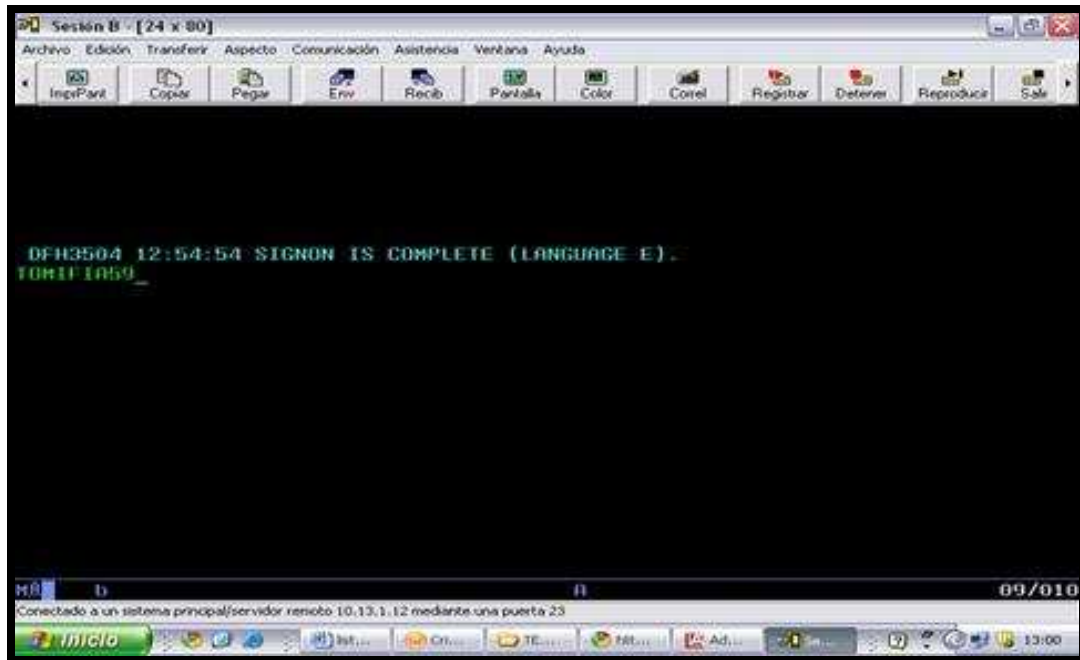 Sesión B - [24 x 80]
Archivo Edición Transferir Aspecto Comunicación Asistencia Ventana Ayuda
ImprPant Copiar Pegar Env Recib Pantalla Color Correl Registrar Detener Reproducir Salir
DFH3504 12:54:54 SIGNON IS COMPLETE (LANGUAGE E).
TOMIFIA59_
b A 09/010
Conectado a un sistema principal/servidor remoto 10.13.1.12 mediante una puerta 23
Inicio TE... Ad... 13:00